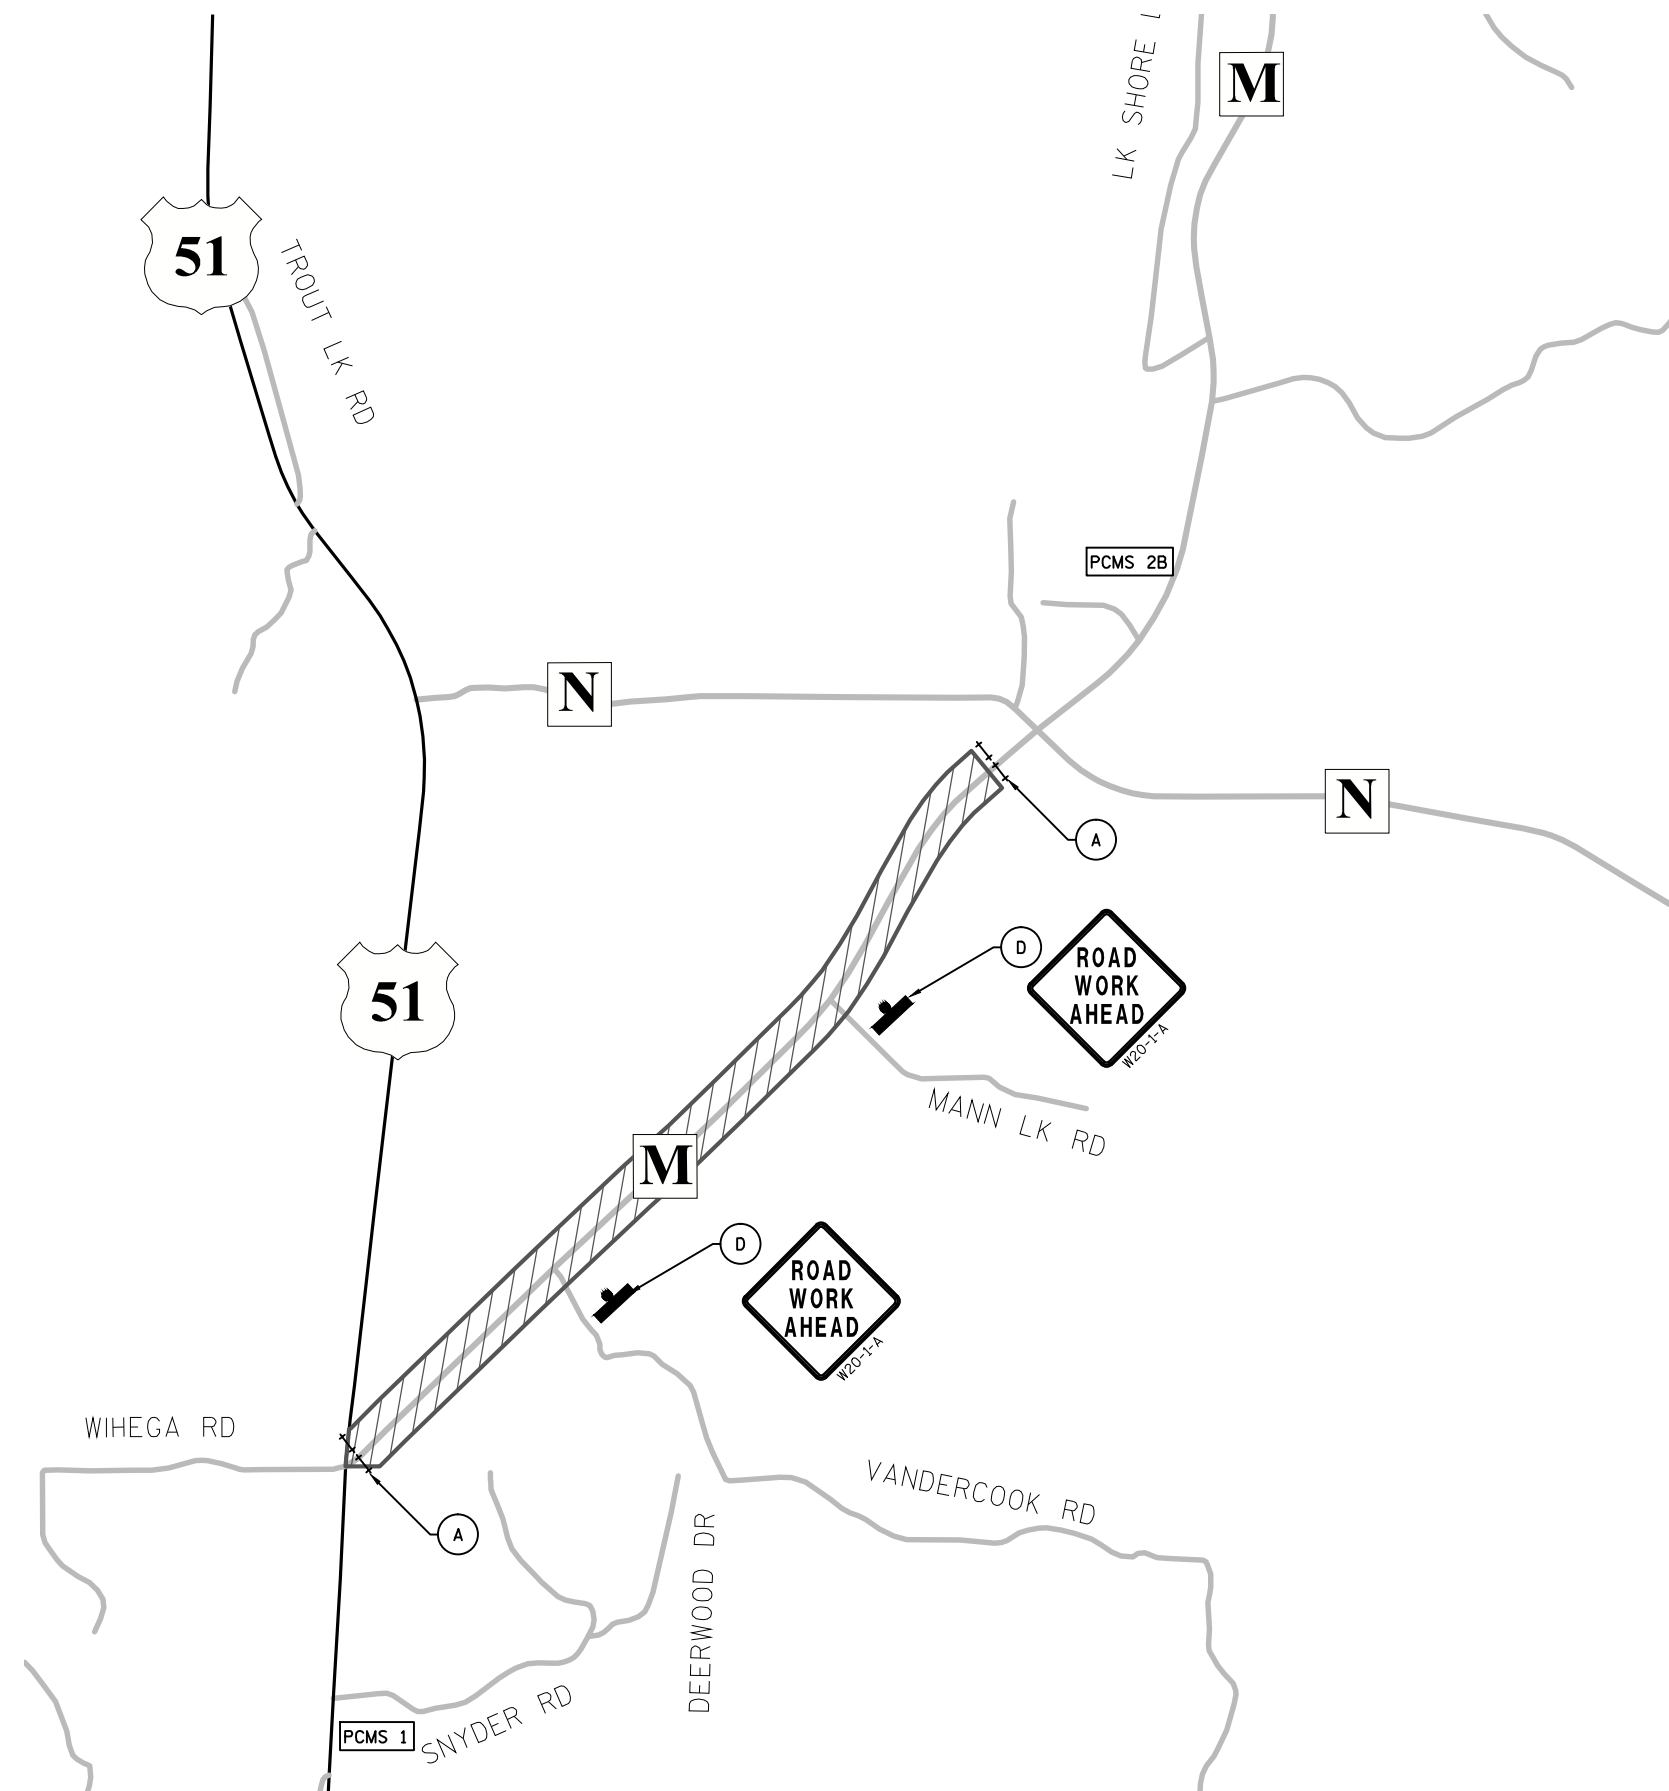 LK SHORE
M
51
TROUT LK RD
PCMS 2B
N
N
A
D
ROAD
WORK
AHEAD
W20-1-A
51
MANN LK RD
M
D
ROAD
WORK
AHEAD
W20-1-A
WIHEGA RD
VANDERCOOK RD
A
DEERWOOD DR
SNYDER RD
PCMS 1